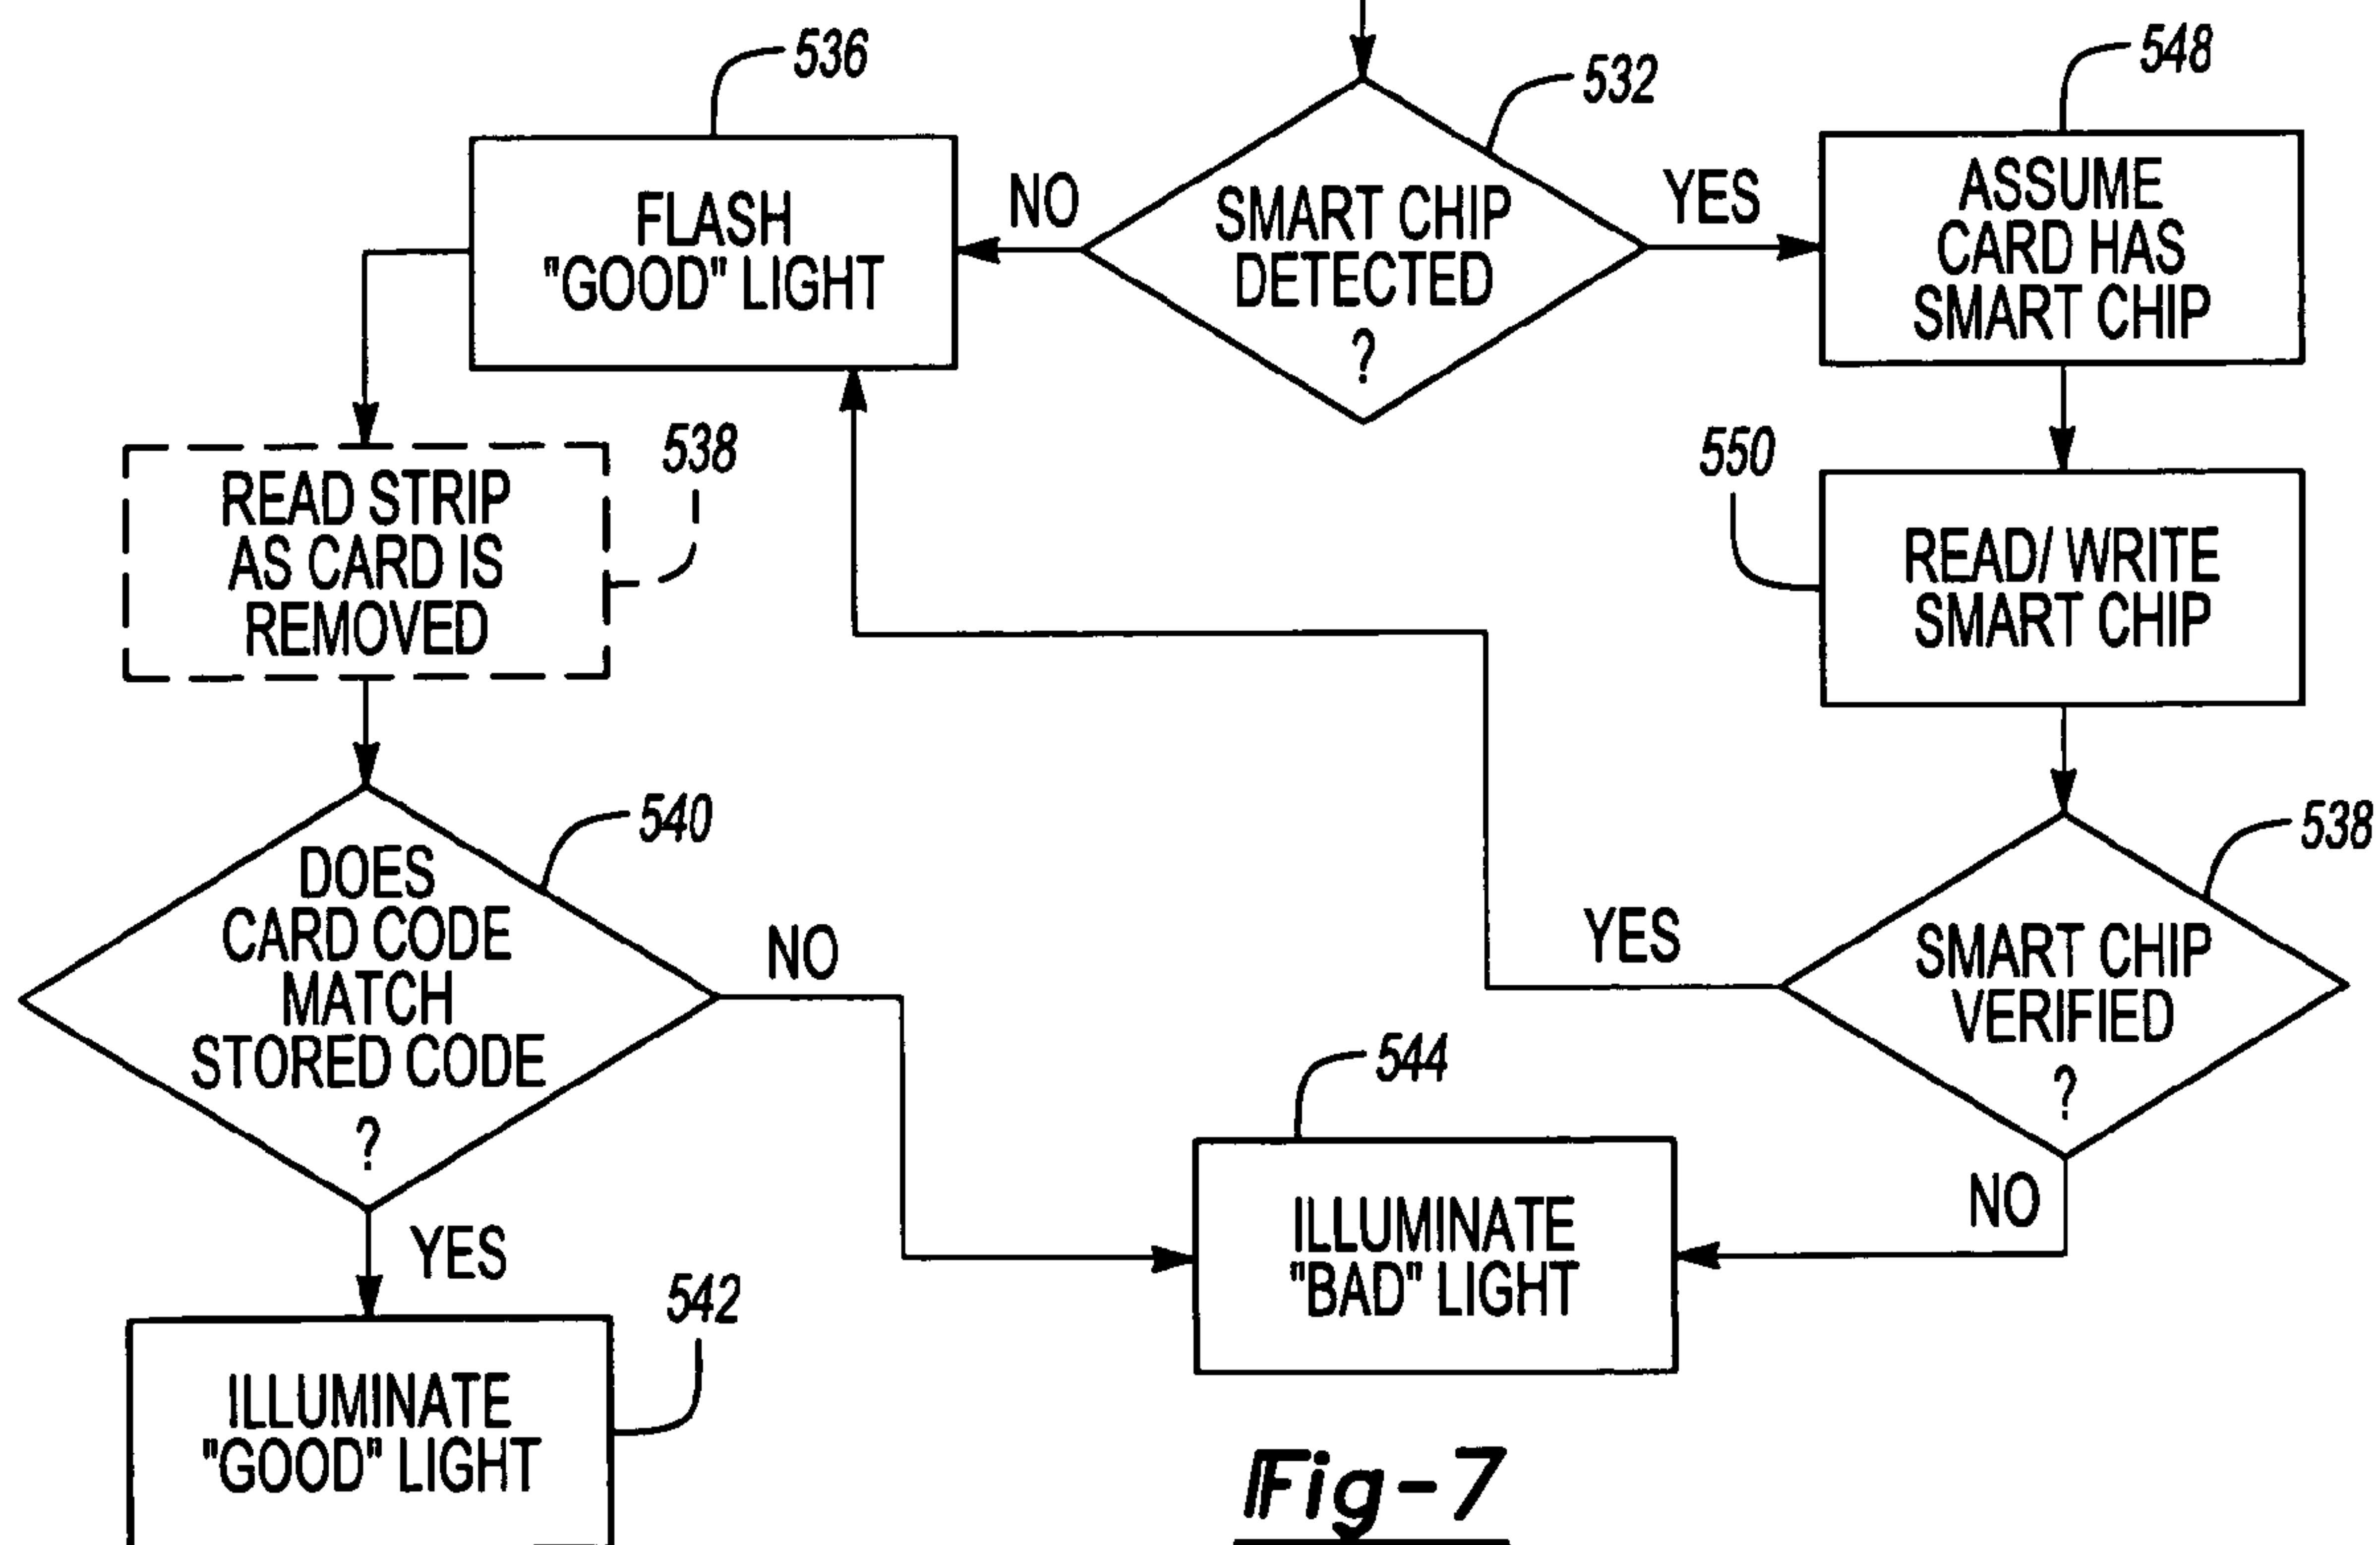 536
532
548
FLASH
"GOOD" LIGHT
NO
SMART CHIP
DETECTED
?
YES
ASSUME
CARD HAS
SMART CHIP
READ STRIP
AS CARD IS
REMOVED
538
550
READ/ WRITE
SMART CHIP
540
DOES
CARD CODE
MATCH
STORED CODE
?
NO
YES
538
SMART CHIP
VERIFIED
?
544
ILLUMINATE
"BAD" LIGHT
NO
YES
542
ILLUMINATE
"GOOD" LIGHT
Fig-7